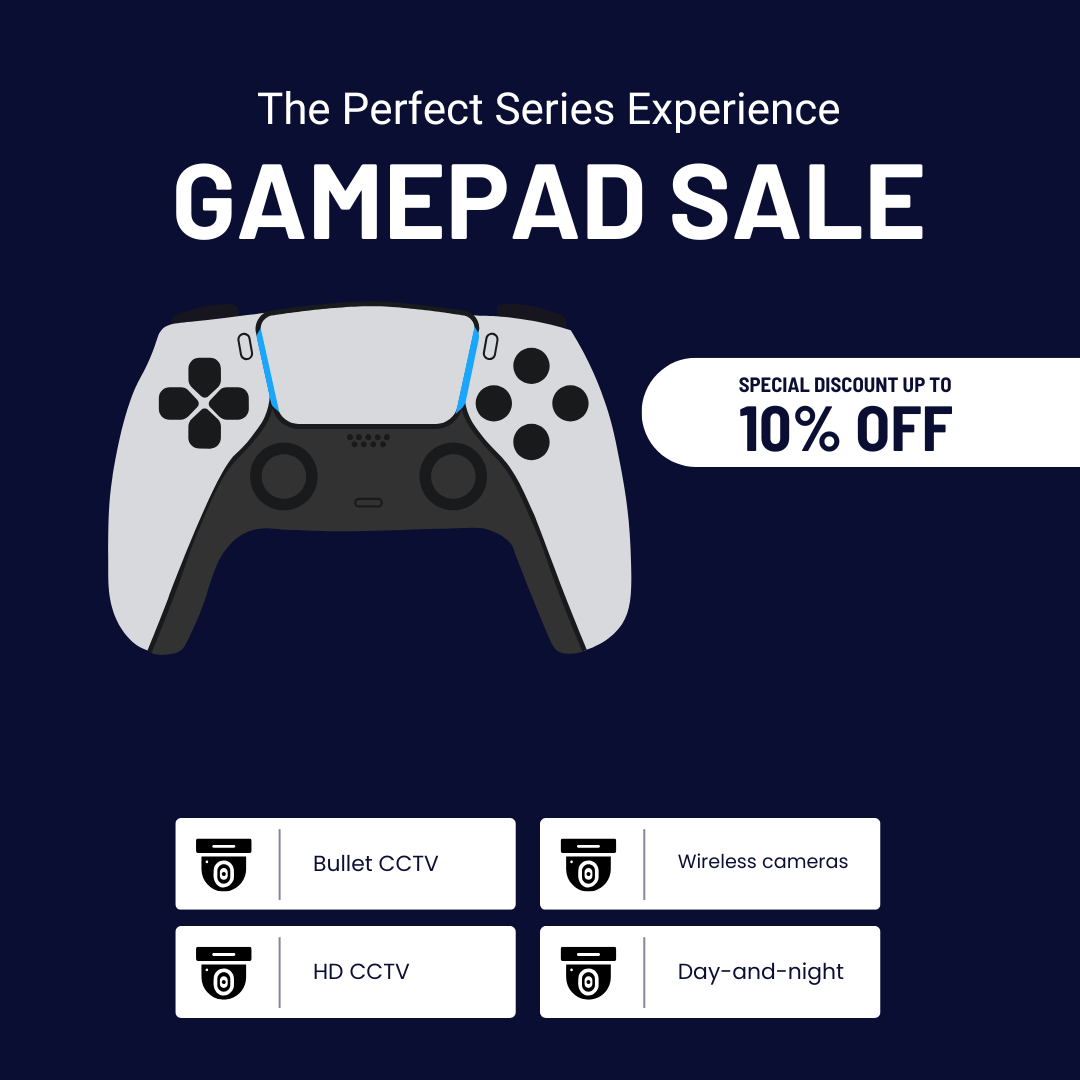 The Perfect Series Experience
GAMEPAD SALE
SPECIAL DISCOUNT UP TO
10% OFF
Bullet CCTV
Wireless cameras
HD CCTV
Day-and-night